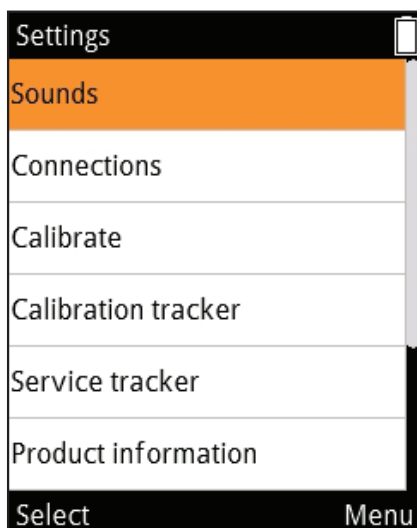 Settings
Sounds
Connections
Calibrate
Calibration tracker
Service tracker
Product information
Select Menu